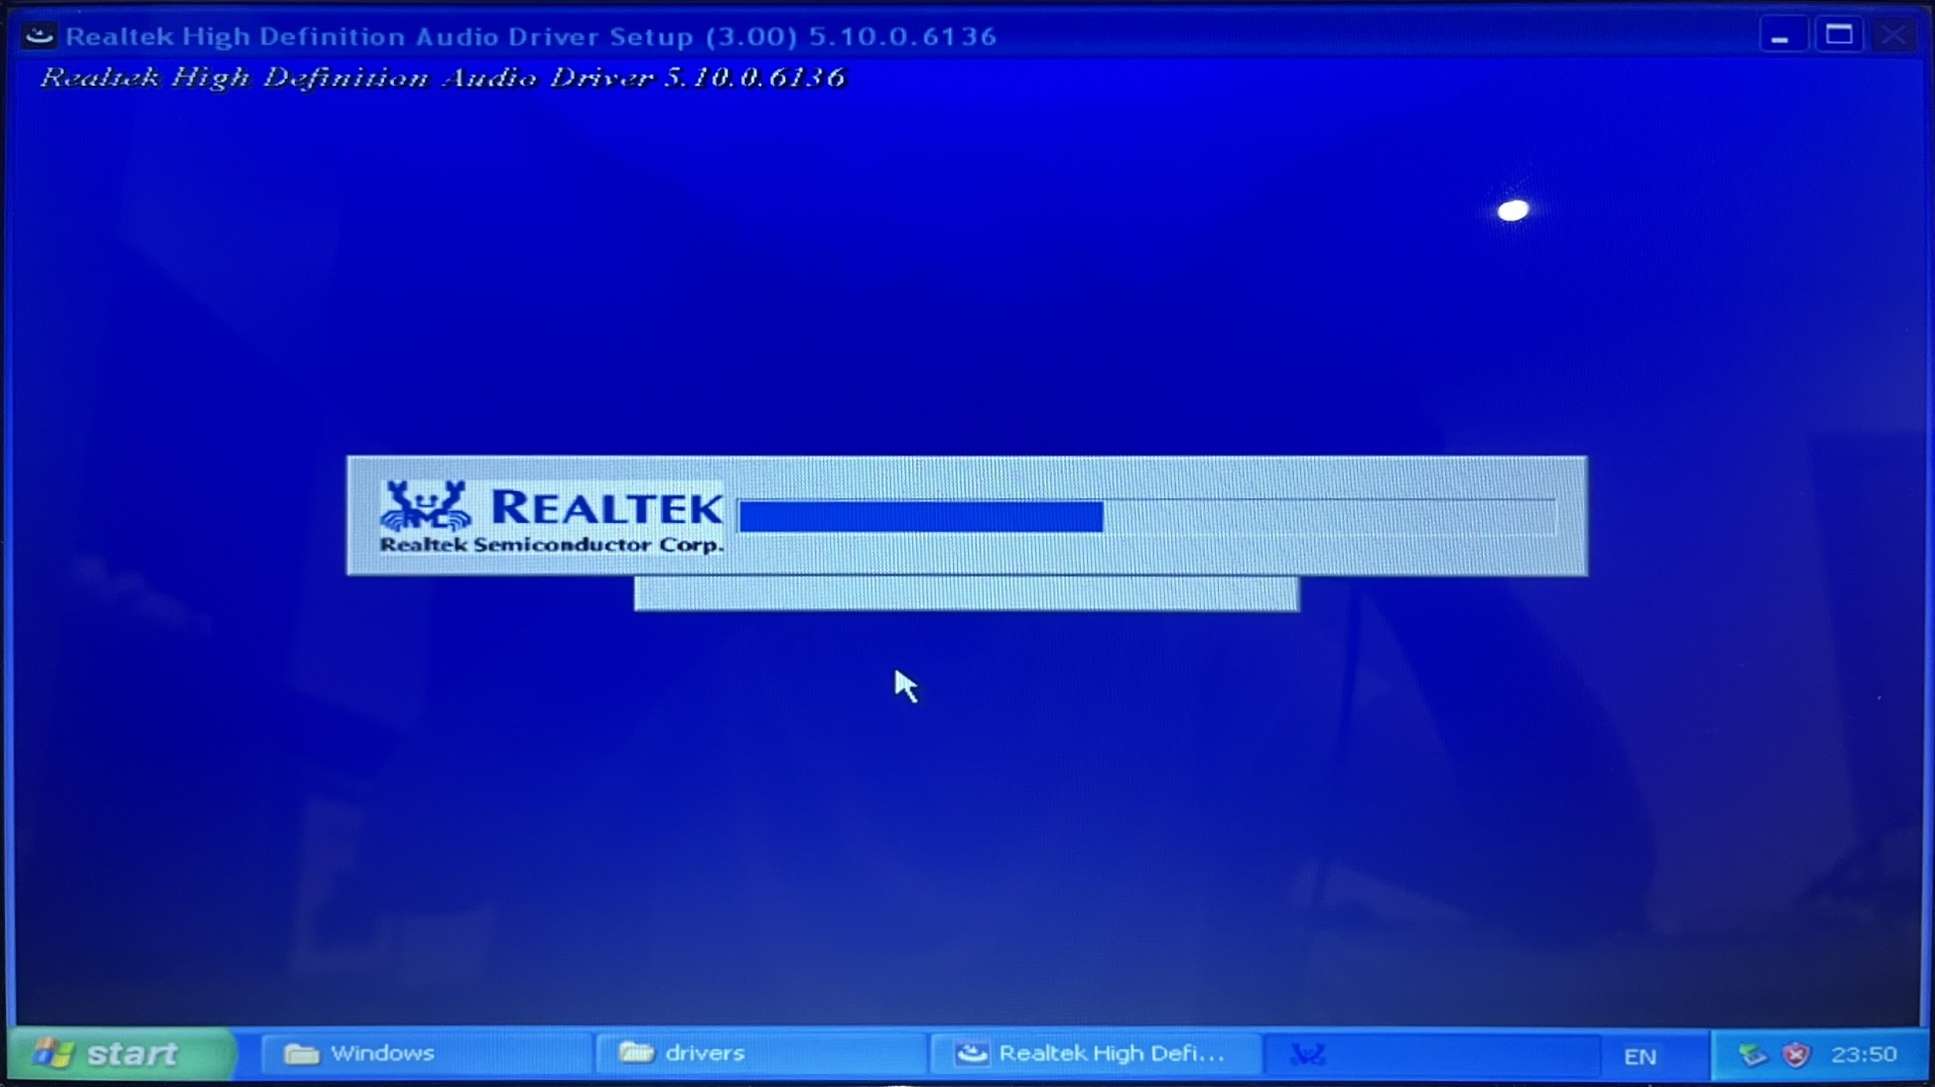 Realtek High Definition Audio Driver Setup (3.00) 5.10.0.6136
Realtek High Definition Audio Driver 5.10.0.6136
REALTEK
Realtek Semiconductor Corp.
start
Windows
drivers
Realtek High Defi...
EN
23:50